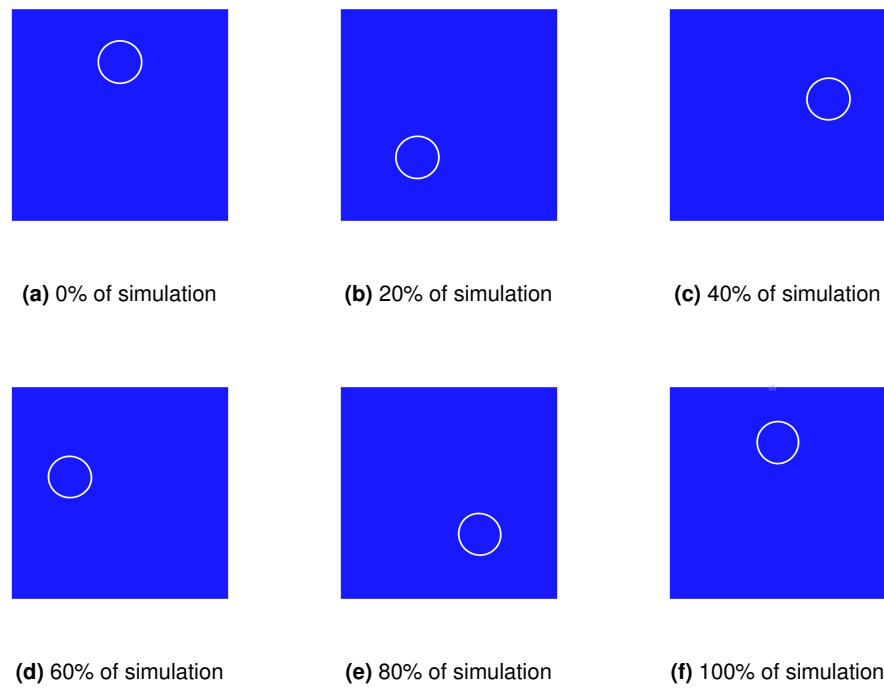 (a) 0% of simulation
(b) 20% of simulation
(c) 40% of simulation
(d) 60% of simulation
(e) 80% of simulation
(f) 100% of simulation